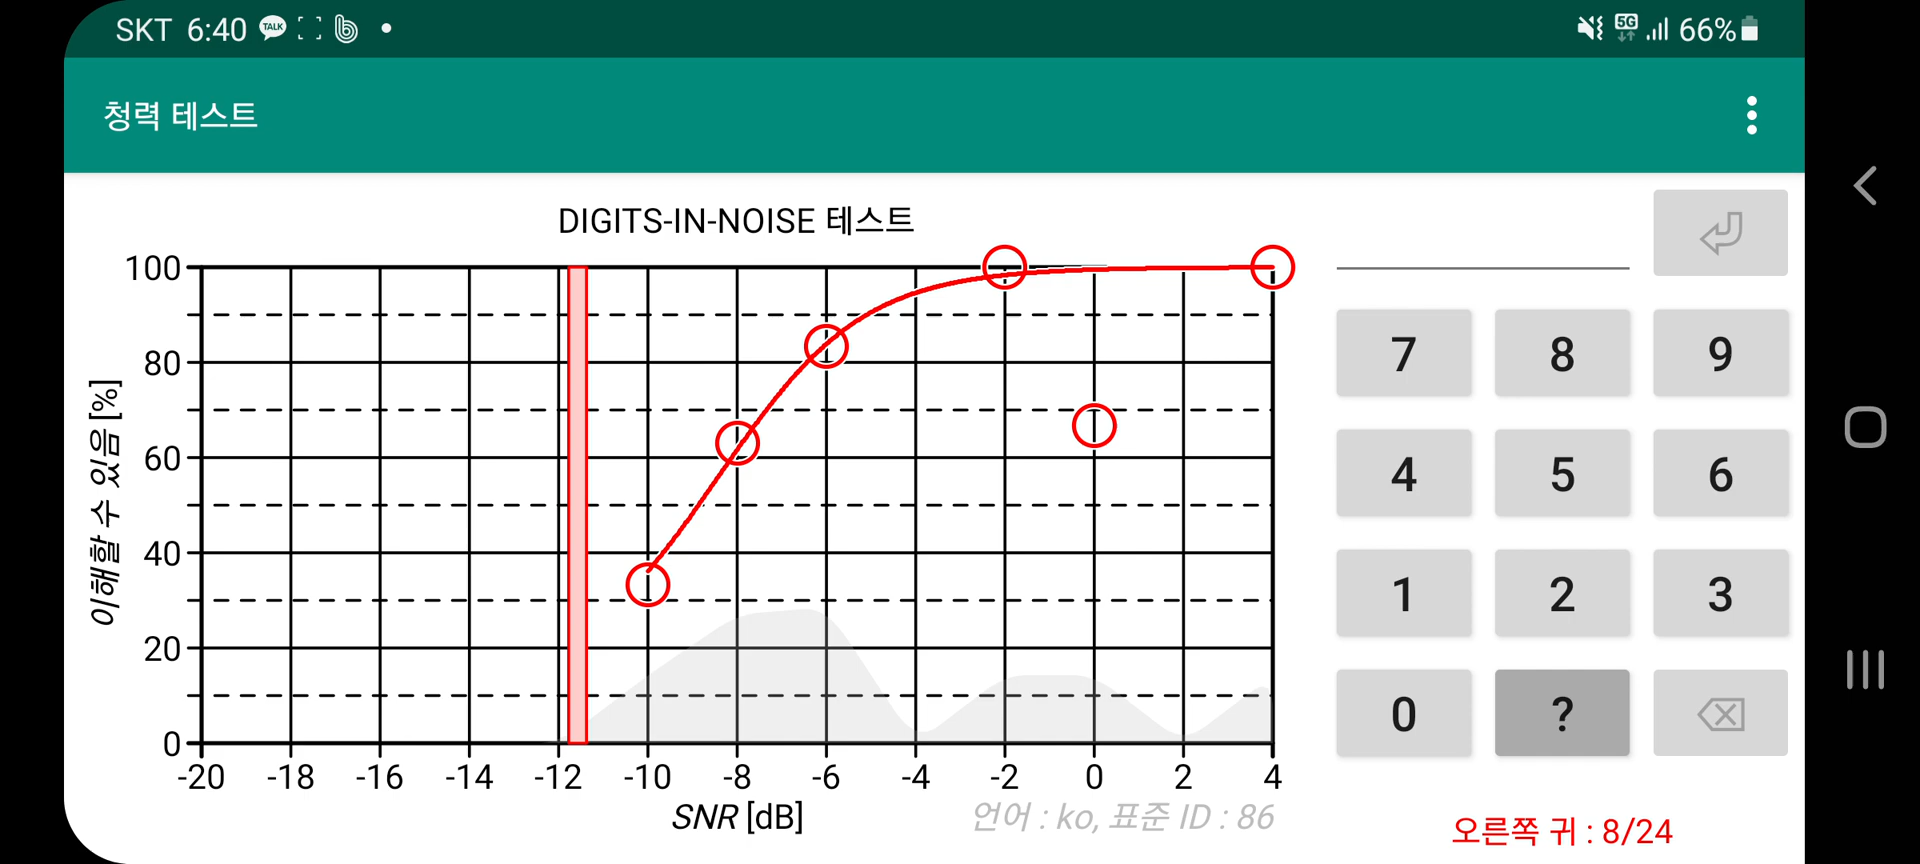 SKT 6:40 TALK 5G 66%
청력 테스트
DIGITS-IN-NOISE 테스트
이해할 수 있음 [%]
100
80
60
40
20
0
-20 -18 -16 -14 -12 -10 -8 -6 -4 -2 0 2 4
SNR [dB]
언어 : ko, 표준 ID : 86
7 8 9
4 5 6
1 2 3
0 ?
오른쪽 귀 : 8/24